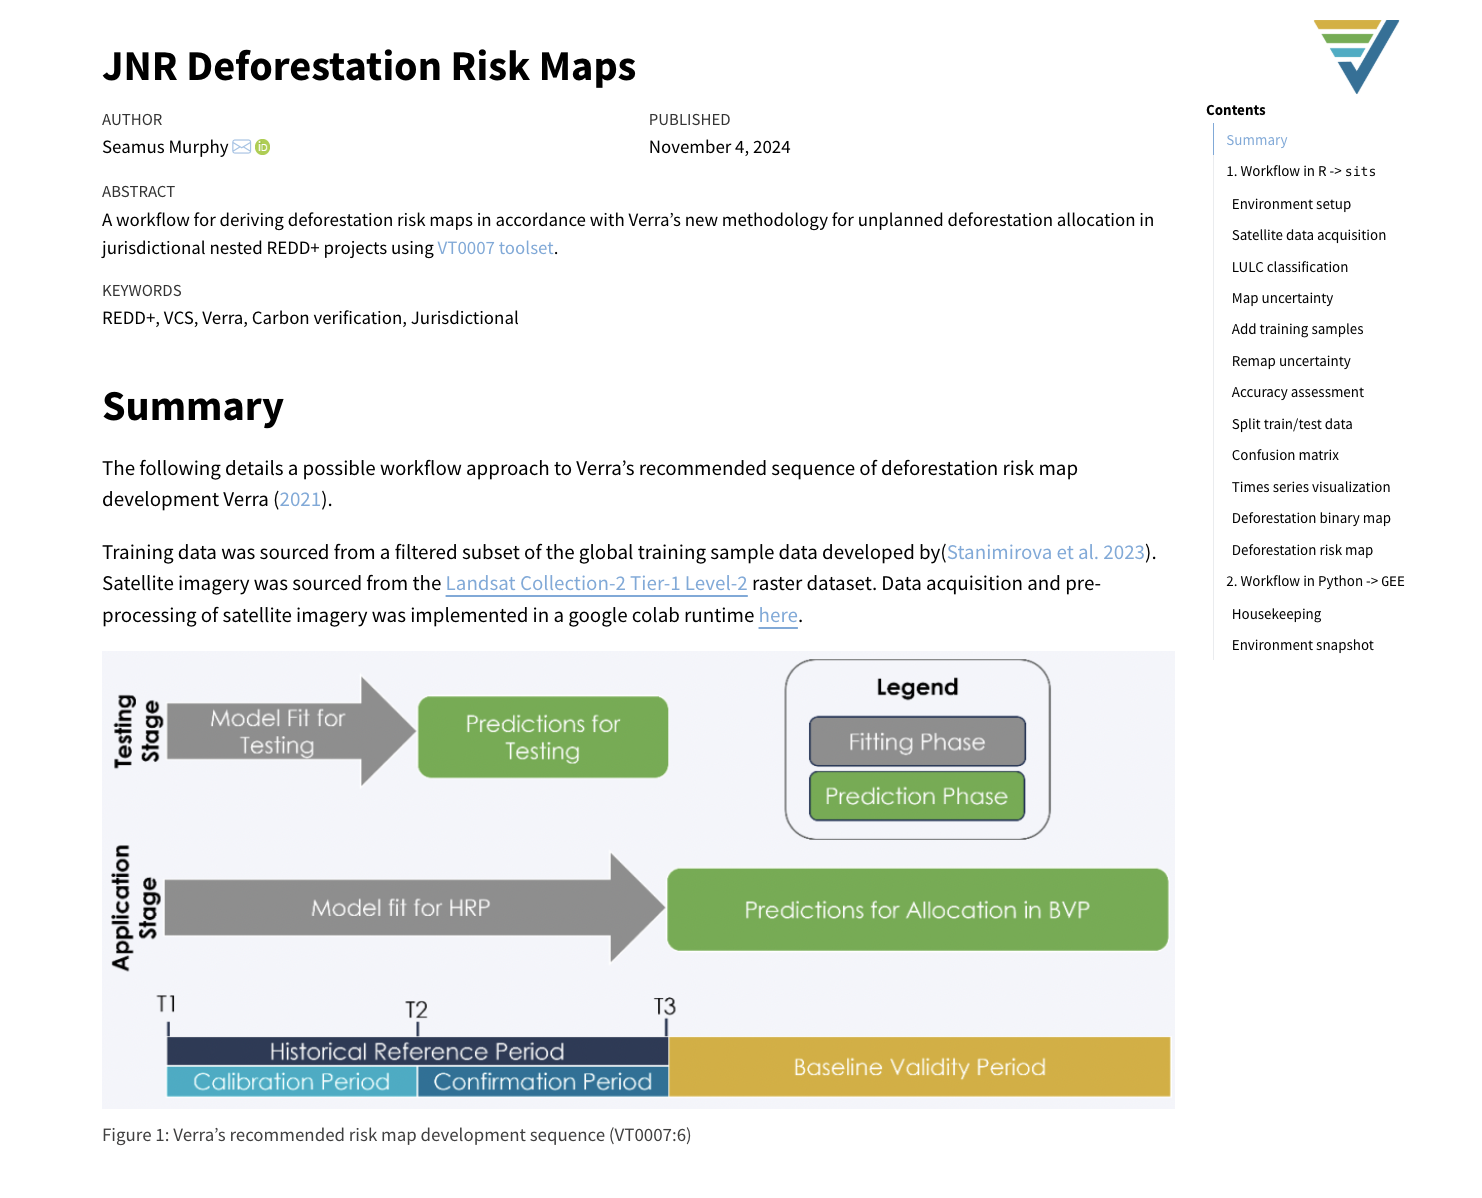 JNR Deforestation Risk Maps
AUTHOR
Seamus Murphy
PUBLISHED
November 4, 2024
ABSTRACT
A workflow for deriving deforestation risk maps in accordance with Verra’s new methodology for unplanned deforestation allocation in
jurisdictional nested REDD+ projects using VT0007 toolset.
KEYWORDS
REDD+, VCS, Verra, Carbon verification, Jurisdictional
Summary
The following details a possible workflow approach to Verra’s recommended sequence of deforestation risk map
development Verra (2021).
Training data was sourced from a filtered subset of the global training sample data developed by(Stanimirova et al. 2023).
Satellite imagery was sourced from the Landsat Collection-2 Tier-1 Level-2 raster dataset. Data acquisition and pre-
processing of satellite imagery was implemented in a google colab runtime here.
Testing
Stage
Model Fit for
Testing
Predictions for
Testing
Legend
Fitting Phase
Prediction Phase
Application
Stage
Model fit for HRP
Predictions for Allocation in BVP
T1
T2
T3
Historical Reference Period
Calibration Period
Confirmation Period
Baseline Validity Period
Figure 1: Verra’s recommended risk map development sequence (VT0007:6)
Contents
Summary
1. Workflow in R -> sits
Environment setup
Satellite data acquisition
LULC classification
Map uncertainty
Add training samples
Remap uncertainty
Accuracy assessment
Split train/test data
Confusion matrix
Times series visualization
Deforestation binary map
Deforestation risk map
2. Workflow in Python -> GEE
Housekeeping
Environment snapshot